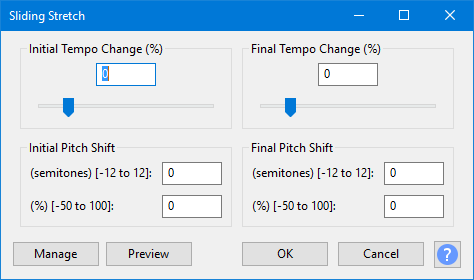 Sliding Stretch
Initial Tempo Change (%)
0
Final Tempo Change (%)
0
Initial Pitch Shift
(semitones) [-12 to 12]: 0
(%) [-50 to 100]: 0
Final Pitch Shift
(semitones) [-12 to 12]: 0
(%) [-50 to 100]: 0
Manage Preview OK Cancel ?